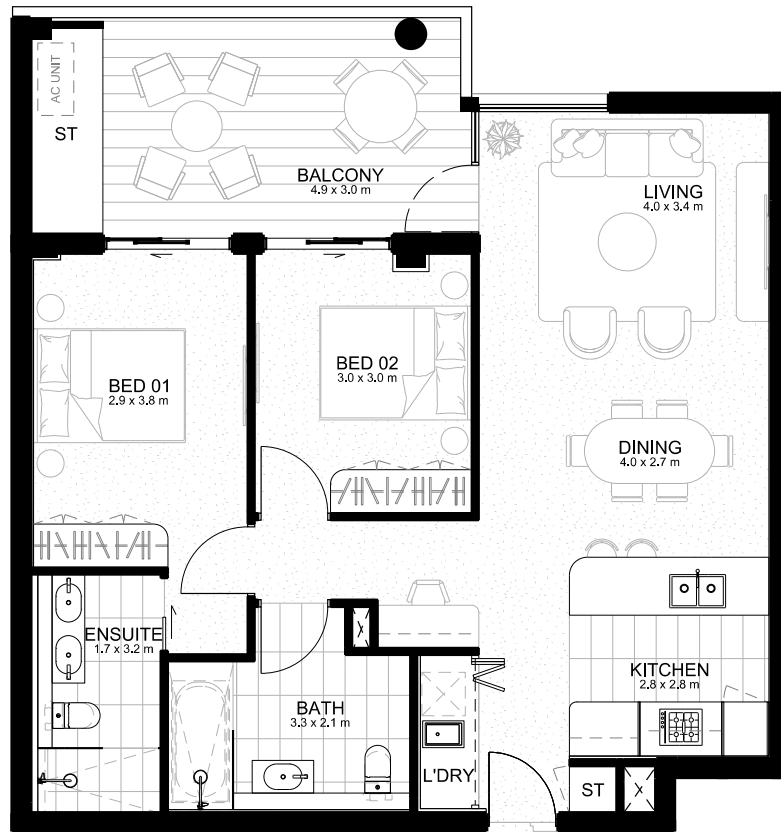 AC UNIT
ST
BALCONY
4.9 x 3.0 m
LIVING
4.0 x 3.4 m
BED 01
2.9 x 3.8 m
BED 02
3.0 x 3.0 m
DINING
4.0 x 2.7 m
ENSUITE
1.7 x 3.2 m
KITCHEN
2.8 x 2.8 m
BATH
3.3 x 2.1 m
L'DRY
ST